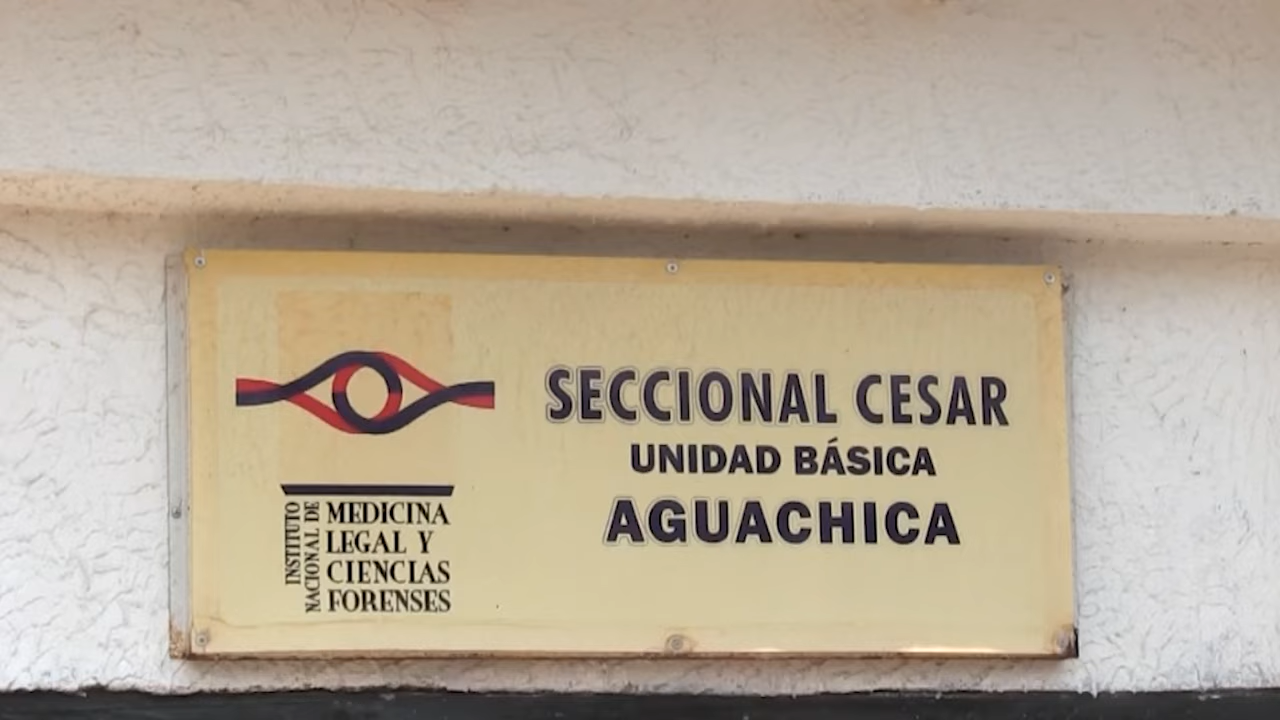 INSTITUTO
NACIONAL DE
MEDICINA
LEGAL Y
CIENCIAS
FORENSES
SECCIONAL CESAR
UNIDAD BÁSICA
AGUACHICA